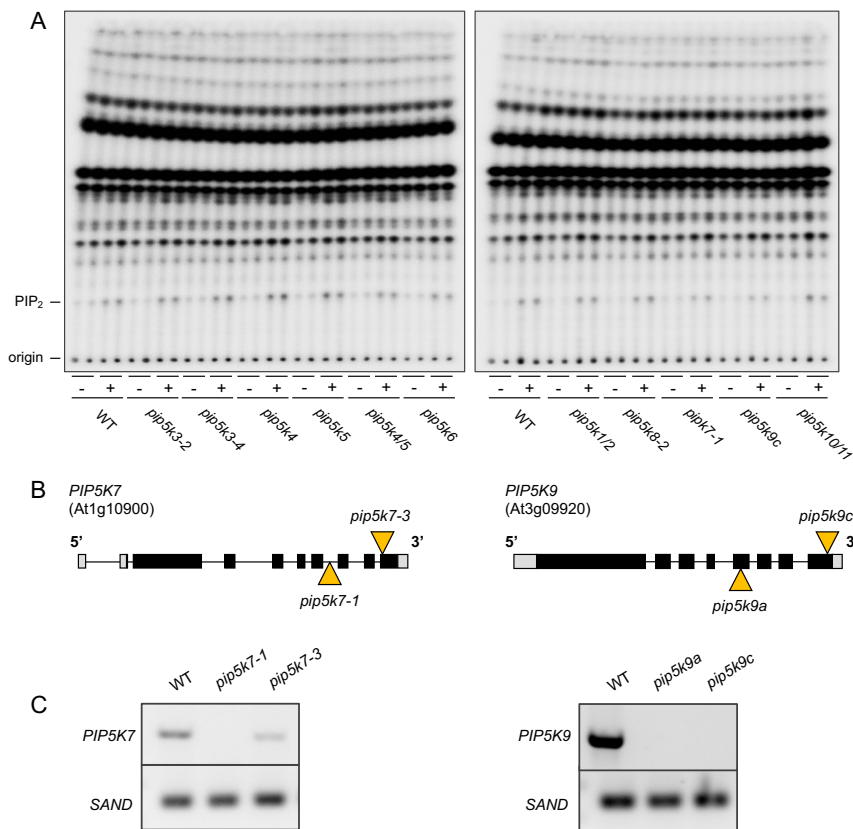 A
PIP2
origin
- + - + - + - + - + - + - +
- + - + - + - + - + - +
WT pip5k3-2 pip5k3-4 pip5k4 pip5k5 pip5k4/5 pip5k6
WT pip5k1/2 pip5k8-2 pipk7-1 pip5k9c pip5k10/11
B
PIP5K7
(At1g10900)
pip5k7-3
5’ 3’
pip5k7-1
PIP5K9
(At3g09920)
pip5k9c
5’ 3’
pip5k9a
C
WT pip5k7-1 pip5k7-3
PIP5K7
SAND
WT pip5k9a pip5k9c
PIP5K9
SAND